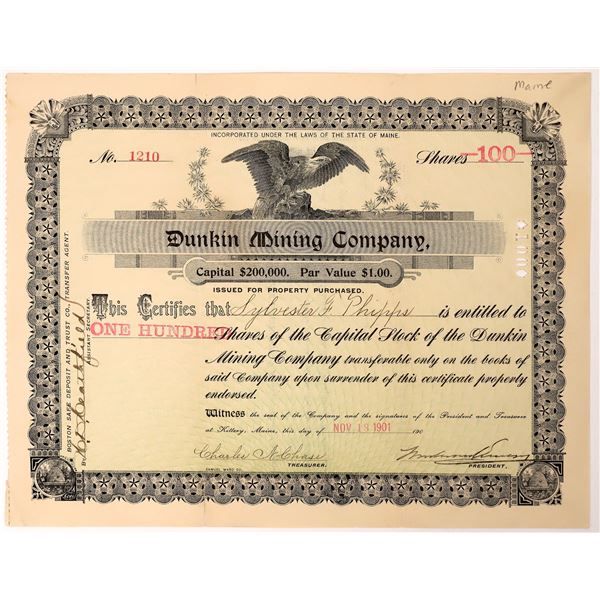 Maine
INCORPORATED UNDER THE LAWS OF THE STATE OF MAINE.
No. 1210 Shares 100
Dunkin Mining Company,
Capital $200,000. Par Value $1.00.
ISSUED FOR PROPERTY PURCHASED.
This Certifies that Sylvester F. Phipps is entitled to
ONE HUNDRED Shares of the Capital Stock of the Dunkin
Mining Company transferable only on the books of
said Company upon surrender of this certificate properly
endorsed.
Witness the seal of the Company and the signatures of the President and Treasurer
at Kittery, Maine, this day of NOV 13 1901 190
Charles A. Chase
TREASURER. PRESIDENT.
SAMUEL WARD CO.
BOSTON SAFE DEPOSIT AND TRUST CO., TRANSFER AGENT.
BY ASSISTANT SECRETARY